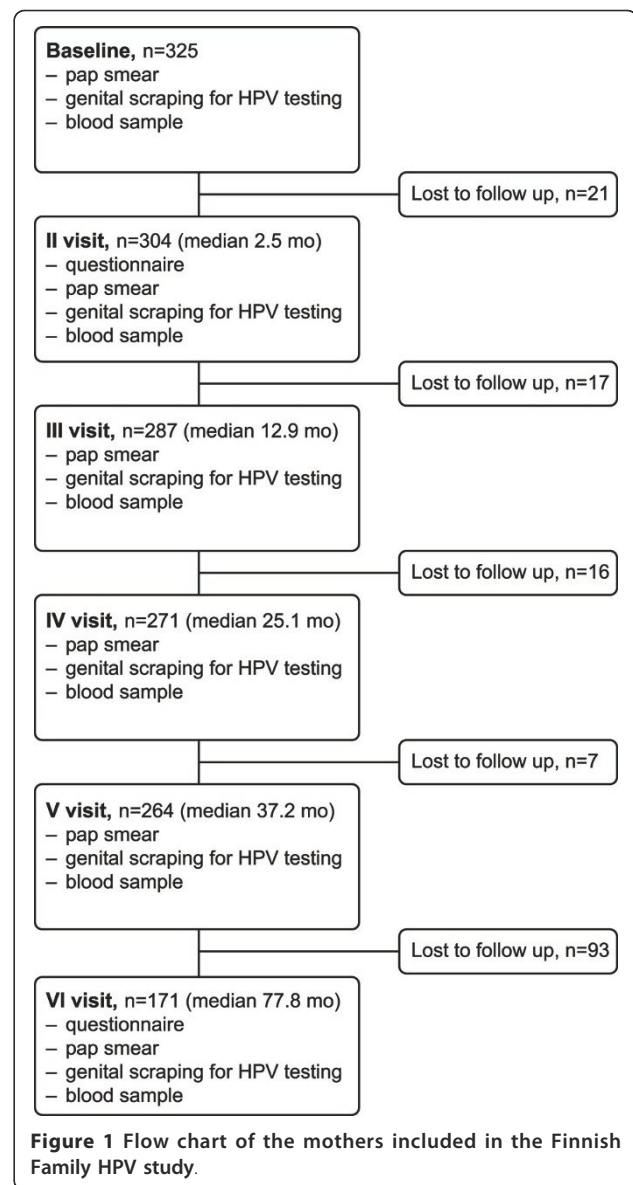 Baseline, n=325
– pap smear
– genital scraping for HPV testing
– blood sample
Lost to follow up, n=21
II visit, n=304 (median 2.5 mo)
– questionnaire
– pap smear
– genital scraping for HPV testing
– blood sample
Lost to follow up, n=17
III visit, n=287 (median 12.9 mo)
– pap smear
– genital scraping for HPV testing
– blood sample
Lost to follow up, n=16
IV visit, n=271 (median 25.1 mo)
– pap smear
– genital scraping for HPV testing
– blood sample
Lost to follow up, n=7
V visit, n=264 (median 37.2 mo)
– pap smear
– genital scraping for HPV testing
– blood sample
Lost to follow up, n=93
VI visit, n=171 (median 77.8 mo)
– questionnaire
– pap smear
– genital scraping for HPV testing
– blood sample
Figure 1 Flow chart of the mothers included in the Finnish
Family HPV study.